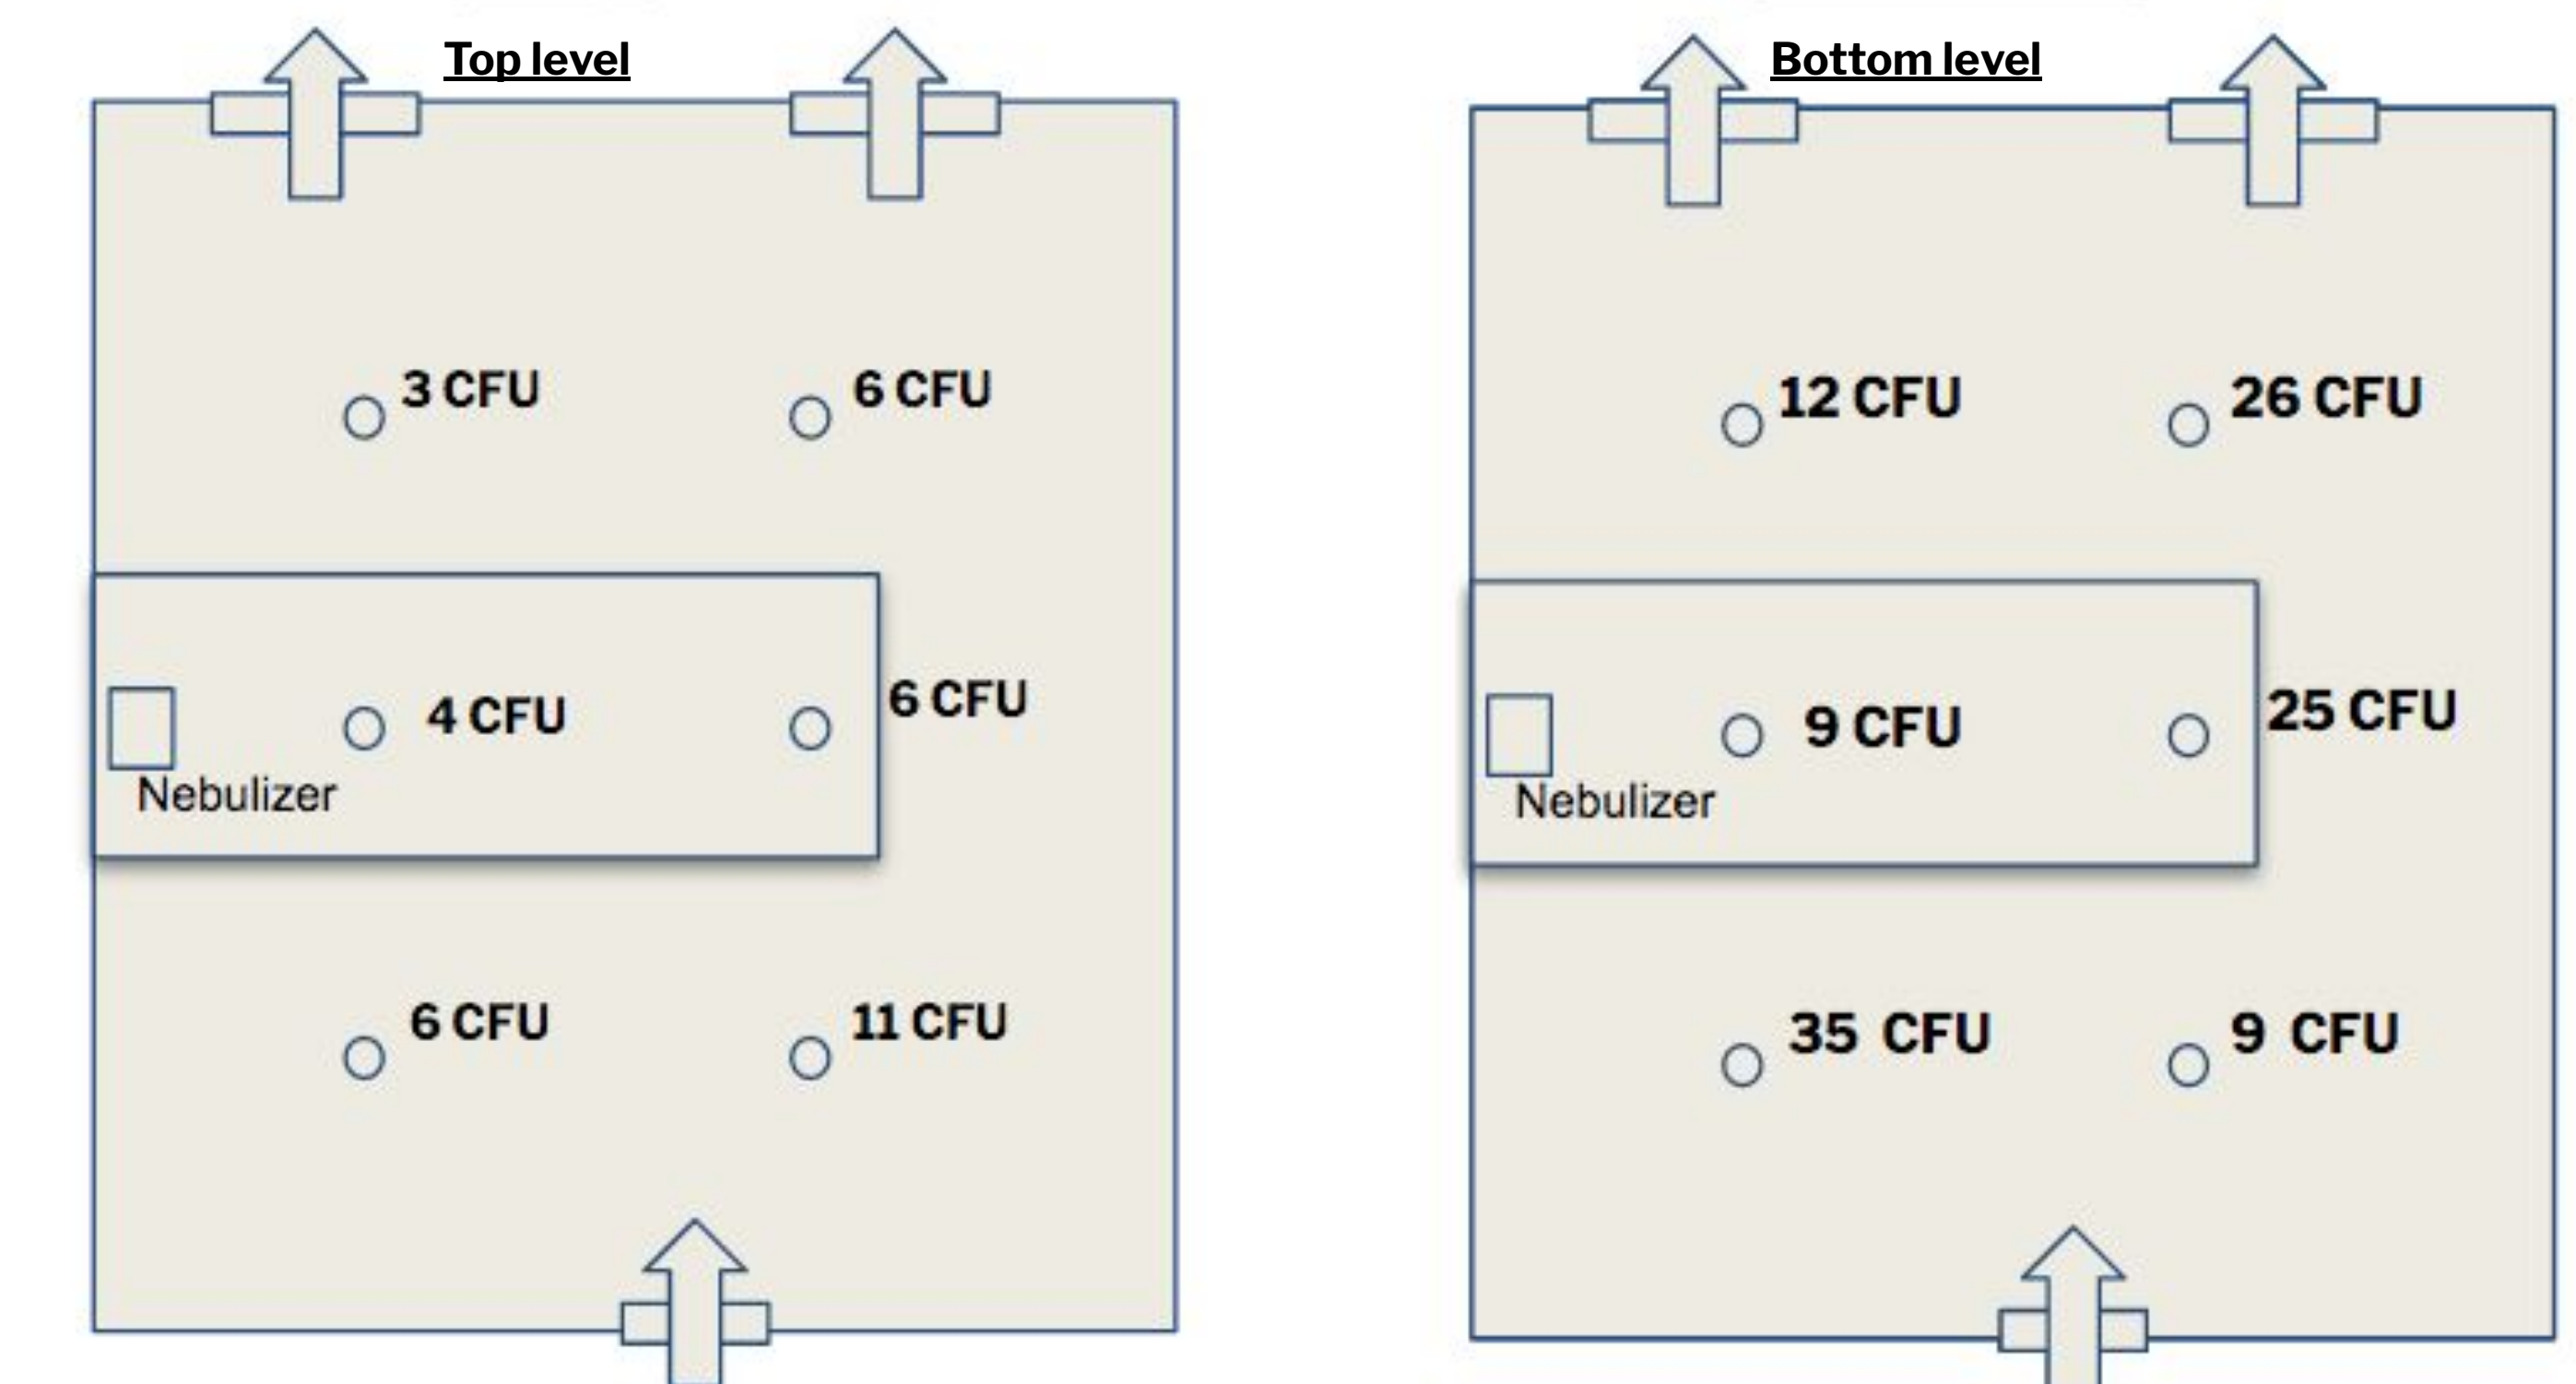 Top level
3 CFU
6 CFU
4 CFU
6 CFU
Nebulizer
6 CFU
11 CFU
Bottom level
12 CFU
26 CFU
9 CFU
25 CFU
Nebulizer
35 CFU
9 CFU